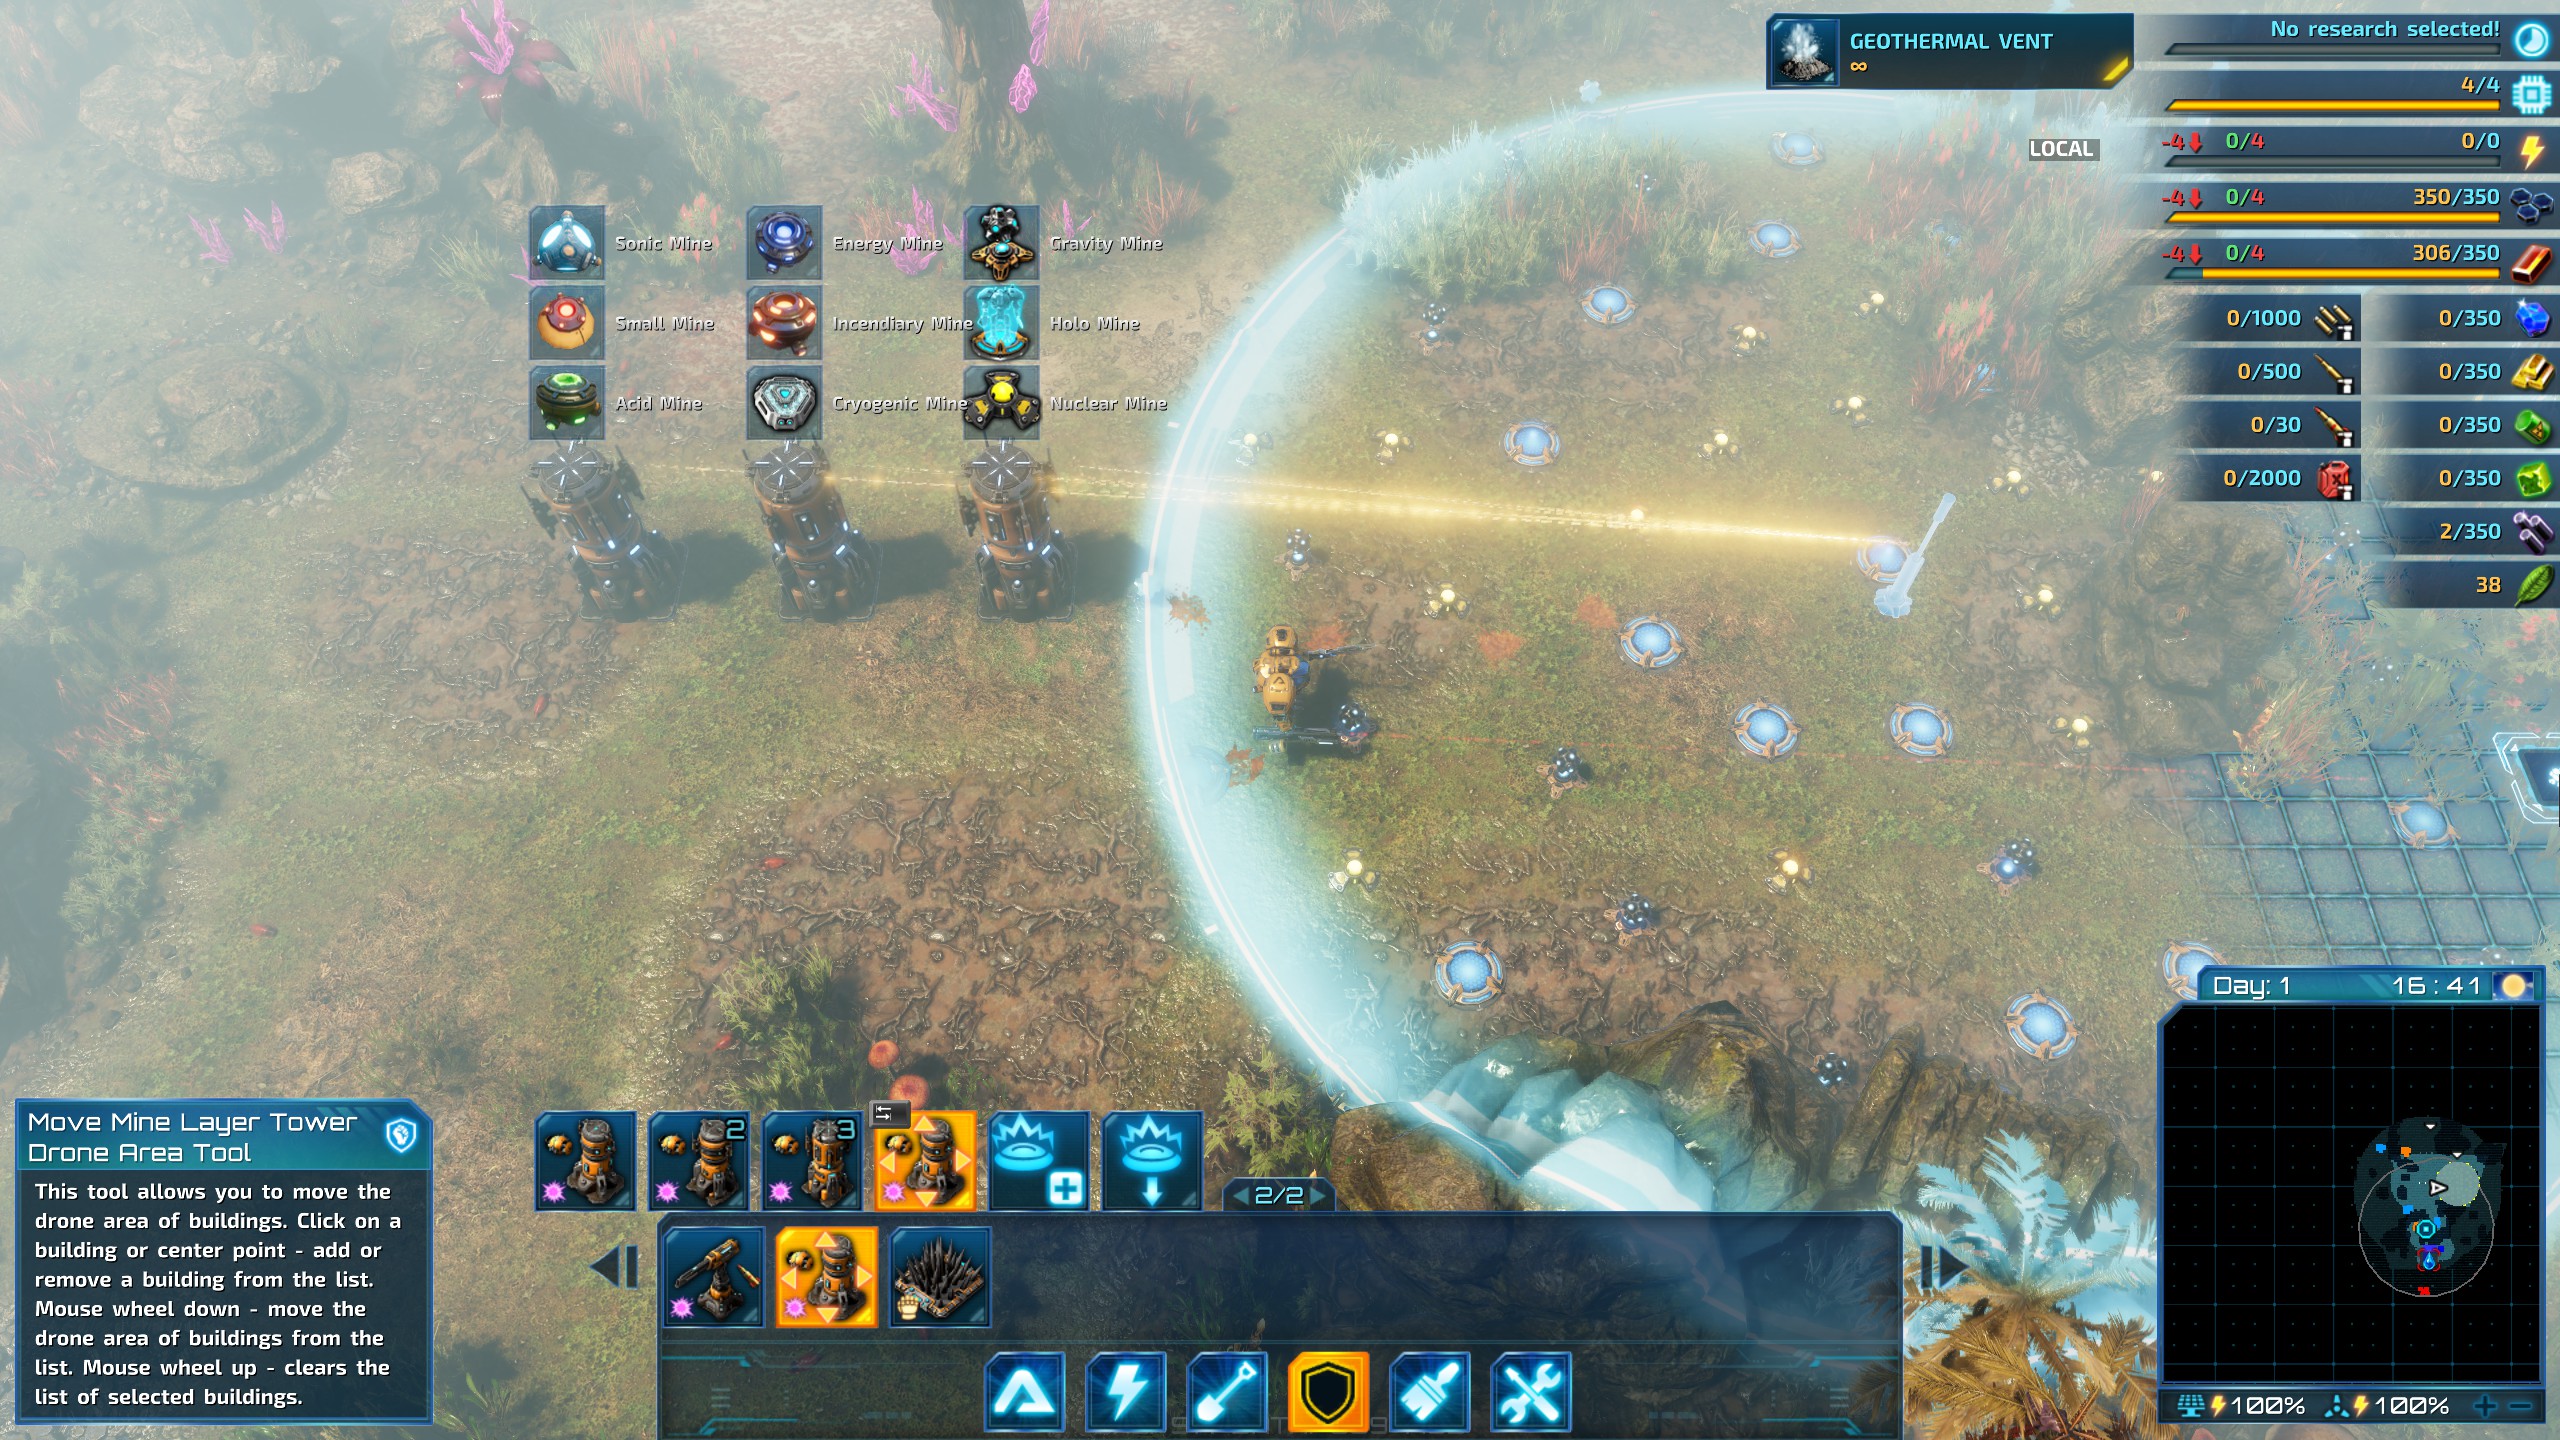 GEOTHERMAL VENT
∞
No research selected!
4/4
LOCAL
-4 0/4 0/0
-4 0/4 350/350
-4 0/4 306/350
0/1000 0/350
0/500 0/350
0/30 0/350
0/2000 0/350
2/350
38
Sonic Mine Energy Mine Gravity Mine
Small Mine Incendiary Mine Holo Mine
Acid Mine Cryogenic Mine Nuclear Mine
Day: 1 16:41
Move Mine Layer Tower
Drone Area Tool
This tool allows you to move the
drone area of buildings. Click on a
building or center point - add or
remove a building from the list.
Mouse wheel down - move the
drone area of buildings from the
list. Mouse wheel up - clears the
list of selected buildings.
2 3
2/2
100% 100%